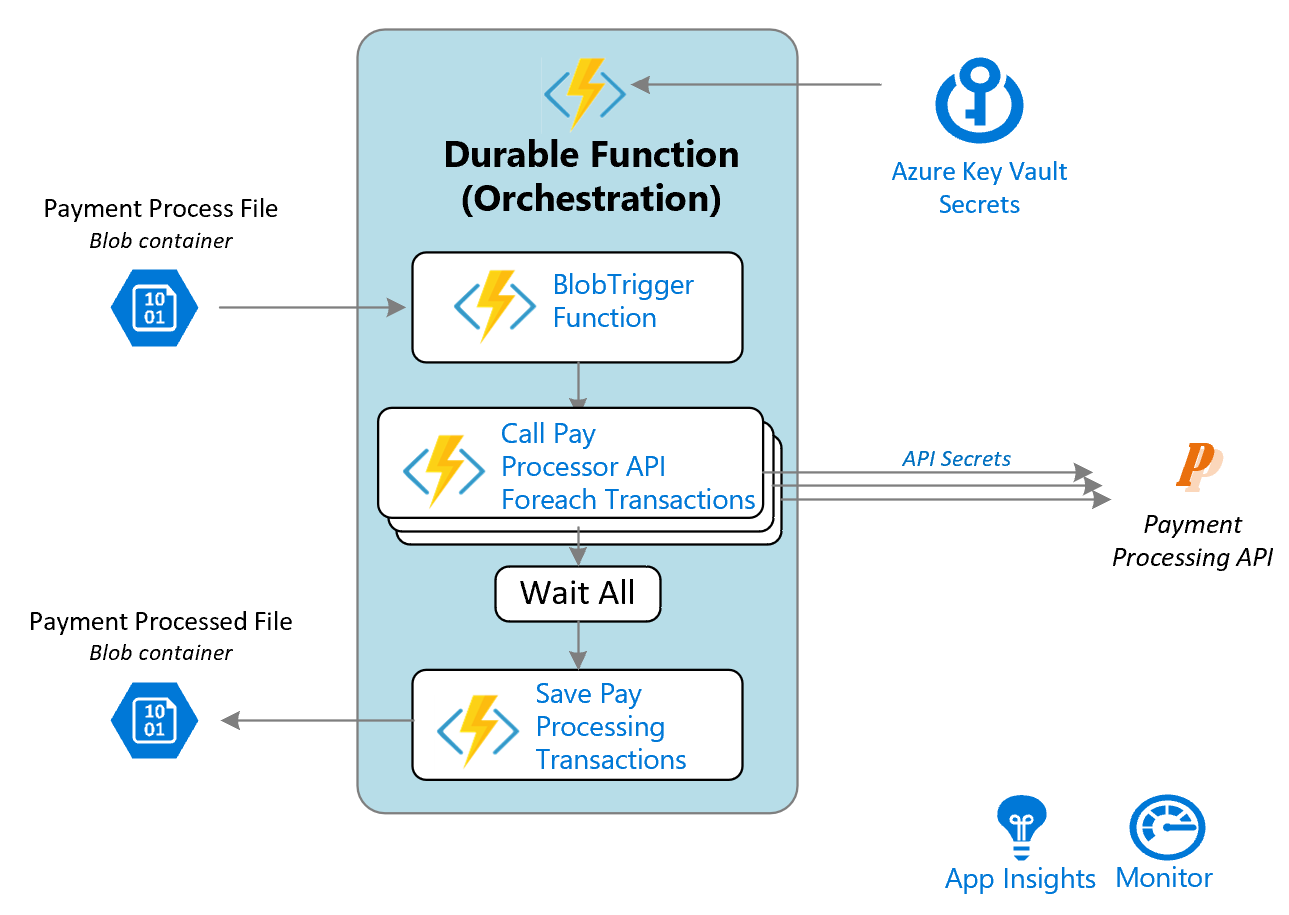 Durable Function
(Orchestration)
Azure Key Vault
Secrets
Payment Process File
Blob container
10
01
BlobTrigger
Function
Call Pay
Processor API
Foreach Transactions
API Secrets
P
Payment
Processing API
Wait All
Payment Processed File
Blob container
10
01
Save Pay
Processing
Transactions
App Insights
Monitor